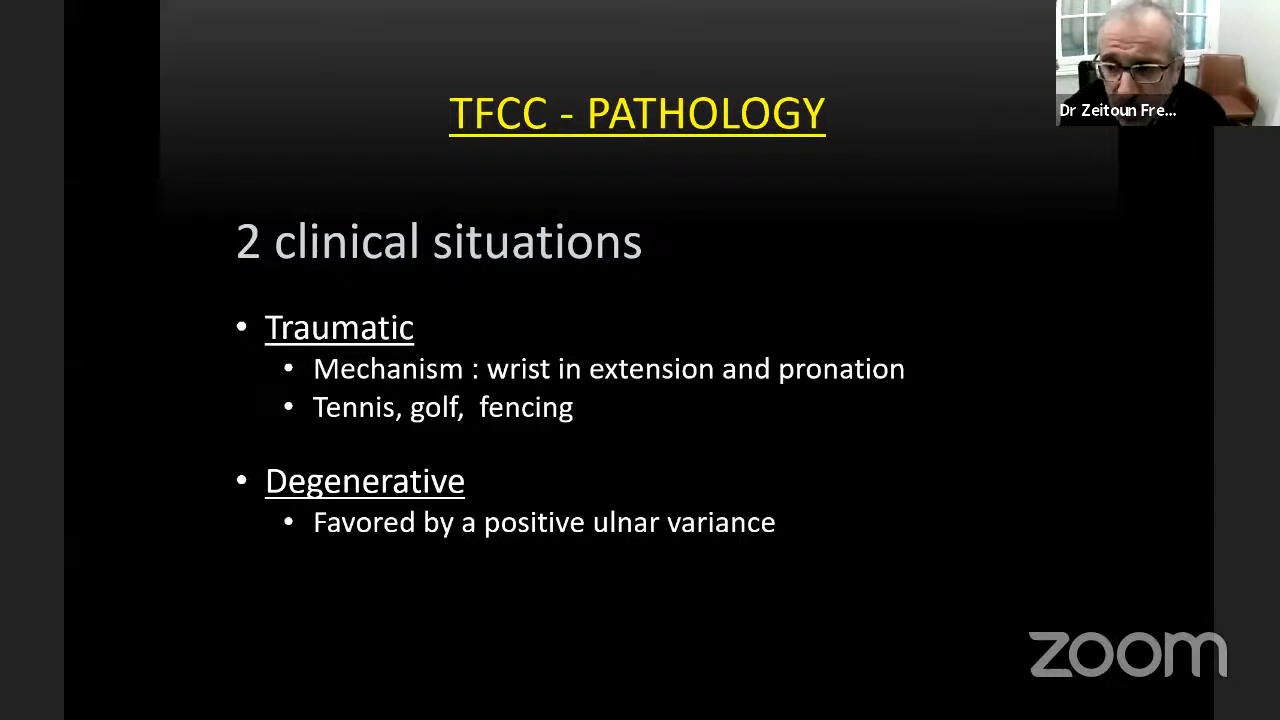 TFCC - PATHOLOGY
Dr Zeitoun Fre...
2 clinical situations
• Traumatic
• Mechanism : wrist in extension and pronation
• Tennis, golf, fencing
• Degenerative
• Favored by a positive ulnar variance
zoom